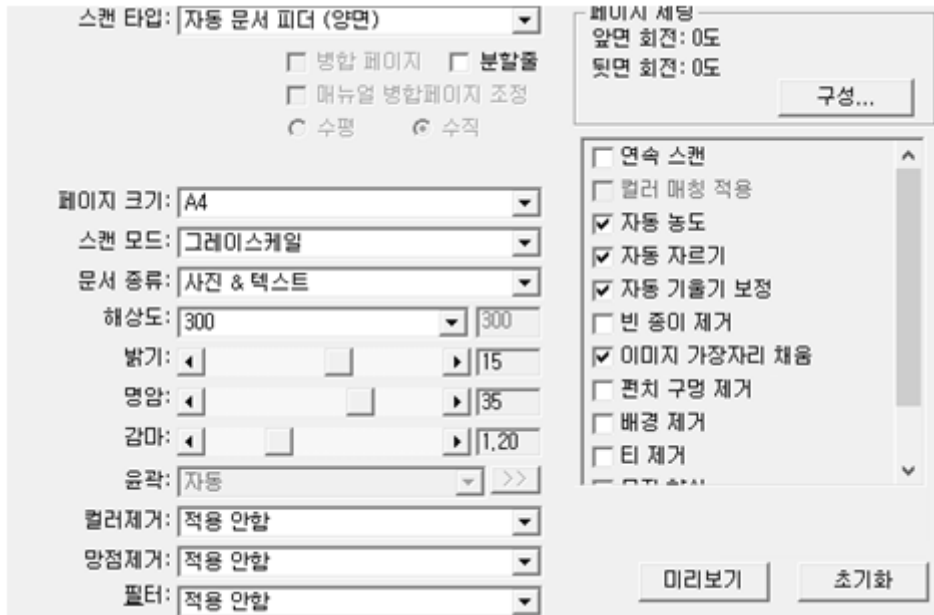 스캔 타입: 자동 문서 피더 (양면)
병합 페이지 분할줄
매뉴얼 병합페이지 조정
수평 수직
페이지 크기: A4
스캔 모드: 그레이스케일
문서 종류: 사진 & 텍스트
해상도: 300 300
밝기: 15
명암: 35
감마: 1,20
윤곽: 자동 >>
컬러제거: 적용 안함
망점제거: 적용 안함
필터: 적용 안함
페이지 세팅
앞면 회전: 0도
뒷면 회전: 0도
구성...
연속 스캔
컬러 매칭 적용
자동 농도
자동 자르기
자동 기울기 보정
빈 종이 제거
이미지 가장자리 채움
펀치 구멍 제거
배경 제거
티 제거
미리보기 초기화